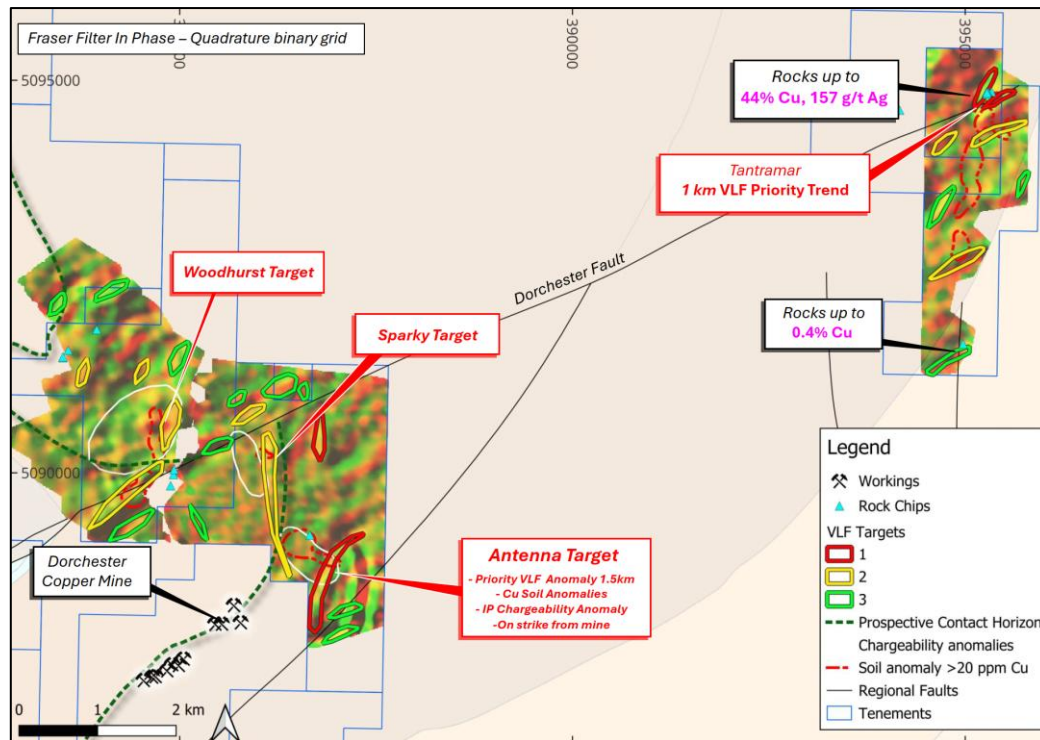 Fraser Filter In Phase – Quadrature binary grid
00
390000
395000
5095000
Rocks up to
44% Cu, 157 g/t Ag
Tantramar
1 km VLF Priority Trend
Woodhurst Target
Dorchester Fault
Sparky Target
Rocks up to
0.4% Cu
5090000
Dorchester
Copper Mine
Antenna Target
- Priority VLF Anomaly 1.5km
- Cu Soil Anomalies
- IP Chargeability Anomaly
-On strike from mine
0 1 2 km
Legend
Workings
Rock Chips
VLF Targets
1
2
3
Prospective Contact Horizon
Chargeability anomalies
Soil anomaly >20 ppm Cu
Regional Faults
Tenements